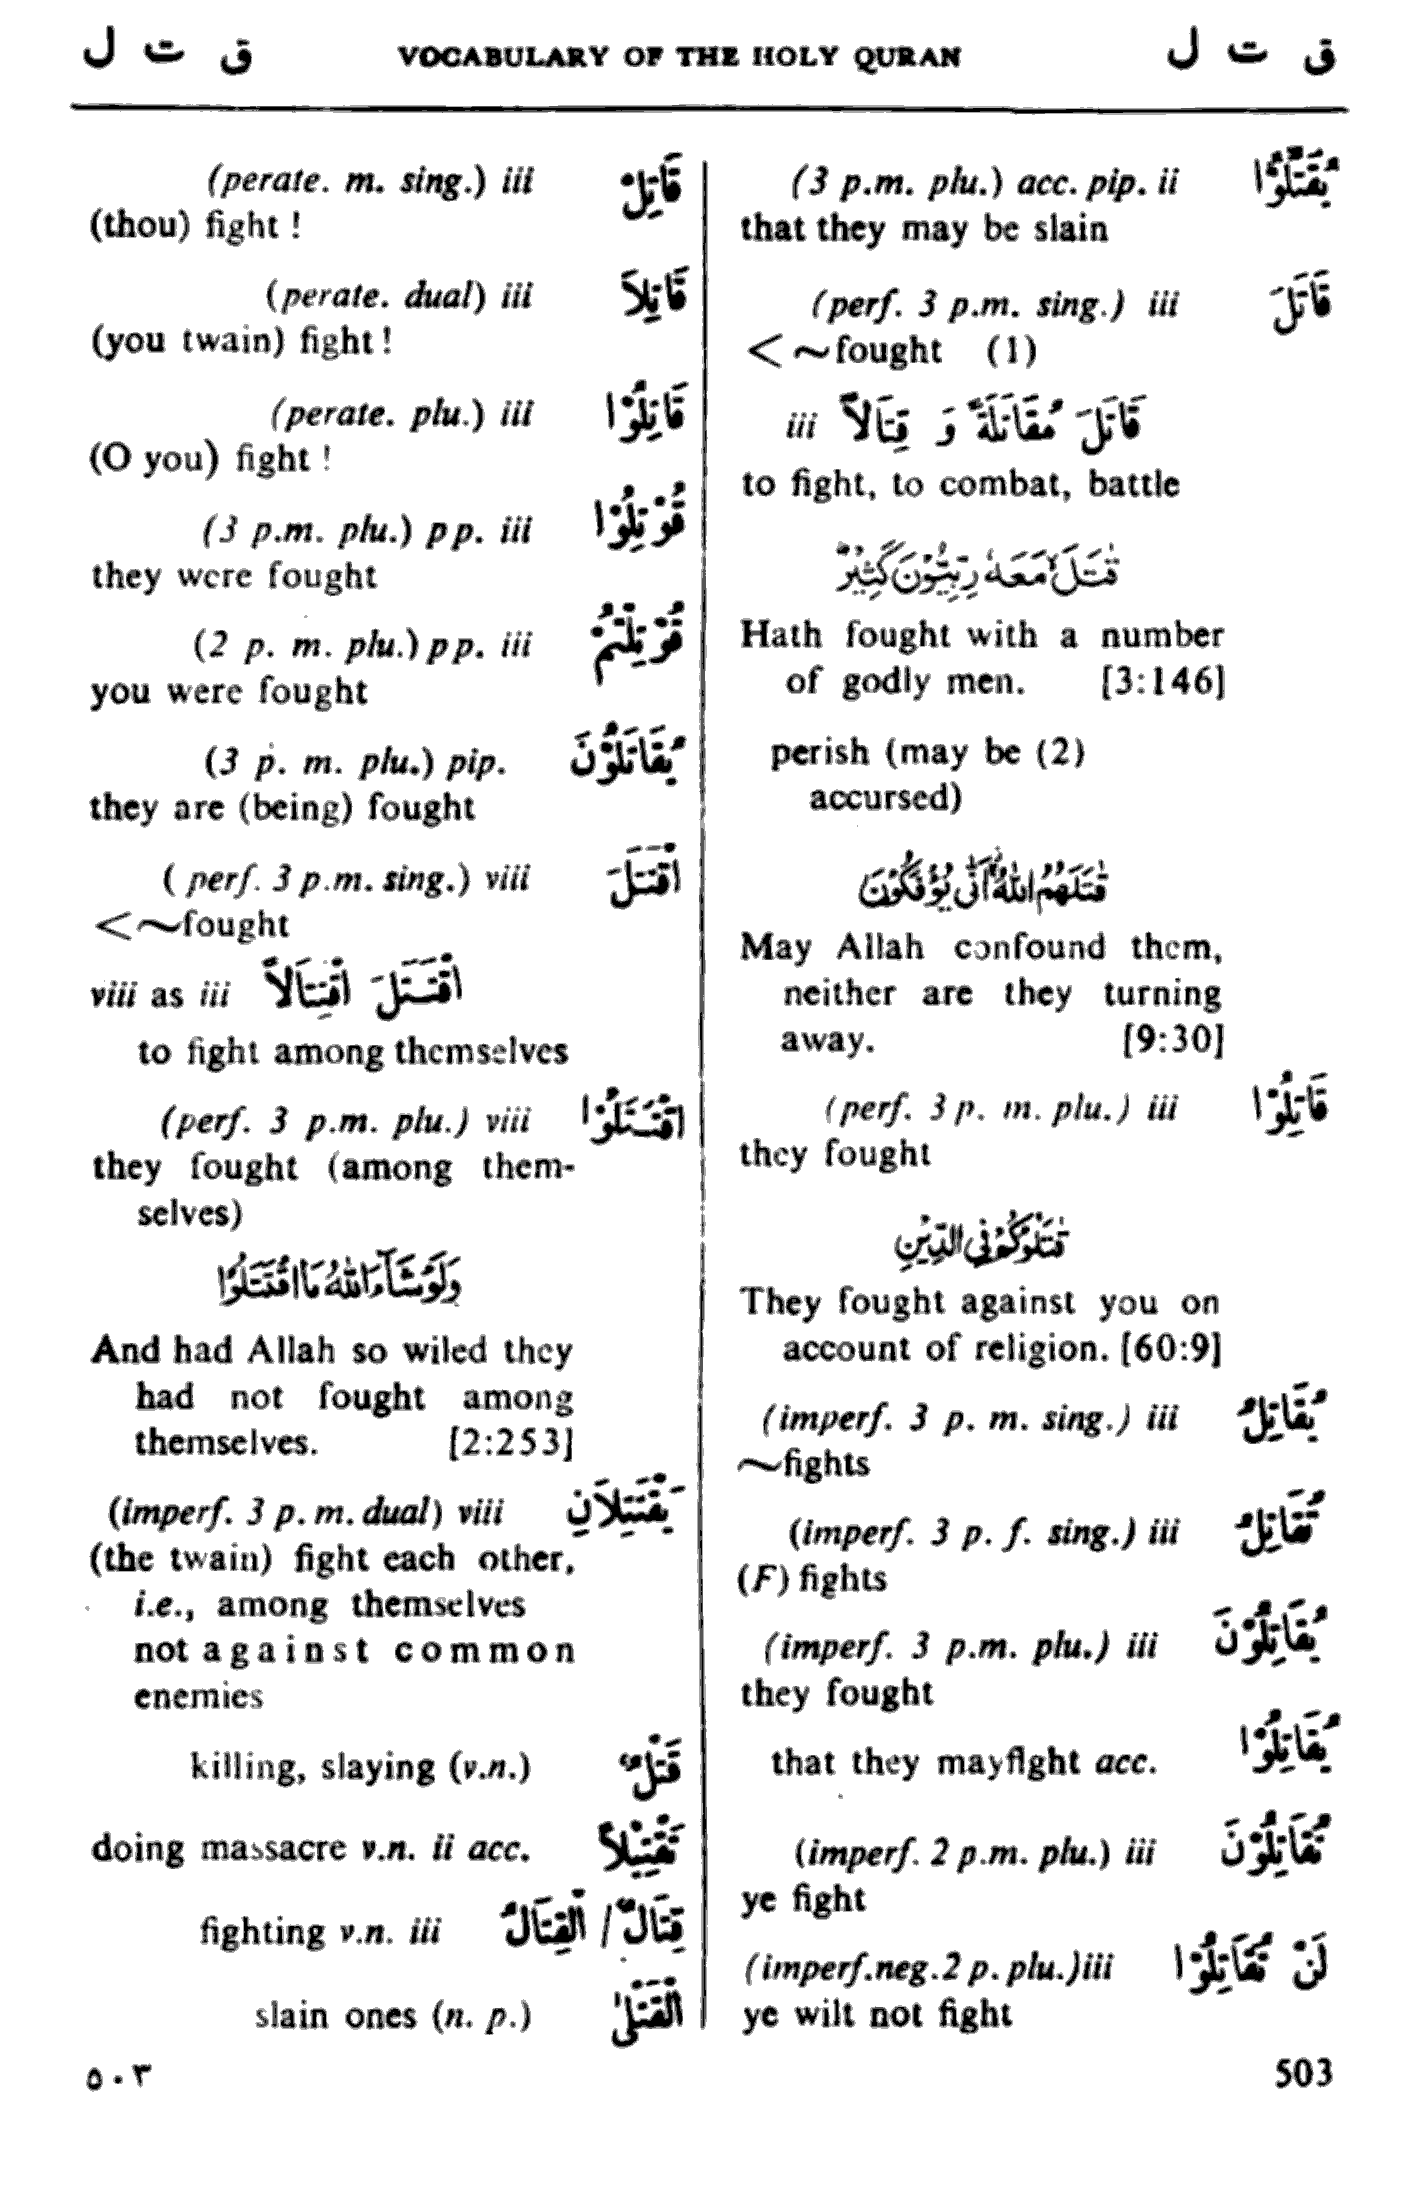 ق ت ل VOCABULARY OF THE HOLY QURAN ق ت ل
(3 p.m. plu.) acc. pip. ii يُقَتَّلُوْا
that they may be slain
(perf. 3 p.m. sing.) iii قَاتَلَ
< ~fought (1)
iii قَاتَلَ مُقَاتَلَةً وَ قِتَالاً
to fight, to combat, battle
قٰتَلَ مَعَهٗ رِبِّيُّوْنَ كَثِيْرٌ
Hath fought with a number
of godly men. [3:146]
perish (may be (2)
accursed)
قٰتَلَهُمُ اللّٰهُ اَنّٰى يُؤْفَكُوْنَ
May Allah confound them,
neither are they turning
away. [9:30]
(perf. 3 p. m. plu.) iii قَاتَلُوْا
they fought
قٰتَلُوْكُمْ فِى الدِّيْنِ
They fought against you on
account of religion. [60:9]
(imperf. 3 p. m. sing.) iii يُقَاتِلُ
~fights
(imperf. 3 p. f. sing.) iii تُقَاتِلُ
(F) fights
(imperf. 3 p.m. plu.) iii يُقَاتِلُوْنَ
they fought
that they mayfight acc. يُقَاتِلُوْا
(imperf. 2 p.m. plu.) iii تُقَاتِلُوْنَ
ye fight
(imperf.neg.2 p. plu.)iii لَنْ تُقَاتِلُوْا
ye wilt not fight
(perate. m. sing.) iii قَاتِلْ
(thou) fight !
(perate. dual) iii قَاتِلاَ
(you twain) fight !
(perate. plu.) iii قَاتِلُوْا
(O you) fight !
(3 p.m. plu.) pp. iii قُوْتِلُوْا
they were fought
(2 p. m. plu.) pp. iii قُوْتِلْتُمْ
you were fought
(3 p. m. plu.) pip. يُقَاتَلُوْنَ
they are (being) fought
( perf. 3 p.m. sing.) viii اقْتَتَلَ
<~fought
viii as iii اقْتَتَلَ اقْتِتَالاً
to fight among themselves
(perf. 3 p.m. plu.) viii اقْتَتَلُوْا
they fought (among them-
selves)
وَلَوْ شَآءَ اللّٰهُ مَا اقْتَتَلُوْا
And had Allah so wiled they
had not fought among
themselves. [2:253]
(imperf. 3 p. m. dual) viii يَقْتَتِلاَنِ
(the twain) fight each other,
i.e., among themselves
not against common
enemies
killing, slaying (v.n.) قَتْلٌ
doing massacre v.n. ii acc. تَقْتِيْلاً
fighting v.n. iii قِتَالٌ / الْقِتَالُ
slain ones (n. p.) الْقَتْلٰى
٥٠٣ 503